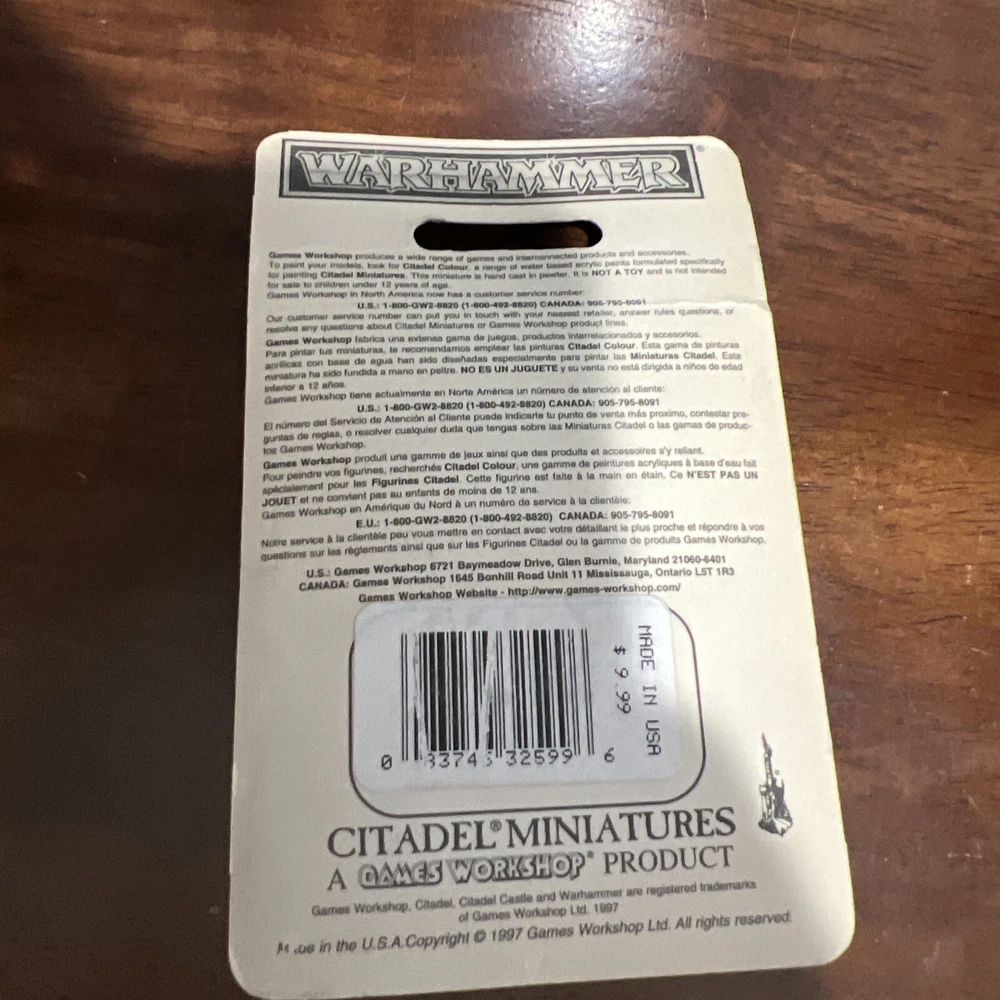 WARHAMMER®
Games Workshop produces a wide range of games and interconnected products and accessories.
To paint your models, look for Citadel Colour, a range of water based acrylic paints formulated specifically
for painting Citadel Miniatures. This miniature is hand cast in pewter. It is NOT A TOY and is not intended
for sale to children under 12 years of age.
Games Workshop in North America now has a customer service number:
U.S.: 1-800-GW2-8820 (1-800-492-8820) CANADA: 905-795-8091
Our customer service number can put you in touch with your nearest retailer, answer rules questions, or
resolve any questions about Citadel Miniatures or Games Workshop product lines.
Games Workshop fabrica una extensa gama de juegos, productos interrelacionados y accesorios.
Para pintar tus miniaturas, te recomendamos emplear las pinturas Citadel Colour. Esta gama de pinturas
acrílicas con base de agua han sido diseñadas especialmente para pintar las Miniaturas Citadel. Esta
miniatura ha sido fundida a mano en peltre. NO ES UN JUGUETE y su venta no está dirigida a niños de edad
inferior a 12 años.
Games Workshop tiene actualmente en Norte América un número de atención al cliente:
U.S.: 1-800-GW2-8820 (1-800-492-8820) CANADA: 905-795-8091
El número del Servicio de Atención al Cliente puede indicarte tu punto de venta más proximo, contestar pre-
guntas de reglas, o resolver cualquier duda que tengas sobre las Miniaturas Citadel o las gamas de produc-
tos Games Workshop.
Games Workshop produit une gamme de jeux ainsi que des produits et accessoires s'y reliant.
Pour peindre vos figurines, recherchés Citadel Colour, une gamme de peintures acryliques à base d'eau fait
spécialement pour les Figurines Citadel. Cette figurine est faite à la main en étain. Ce N'EST PAS UN
JOUET et ne convient pas au enfants de moins de 12 ans.
Games Workshop en Amérique du Nord à un numéro de service à la clientèle:
E.U.: 1-800-GW2-8820 (1-800-492-8820) CANADA: 905-795-8091
Notre service à la clientèle peu vous mettre en contact avec votre détaillant le plus proche et répondre à vos
questions sur les règlements ainsi que sur les Figurines Citadel ou la gamme de produits Games Workshop.
U.S.: Games Workshop 6721 Baymeadow Drive, Glen Burnie, Maryland 21060-6401
CANADA: Games Workshop 1645 Bonhill Road Unit 11 Mississauga, Ontario L5T 1R3
Games Workshop Website - http://www.games-workshop.com/
MADE IN USA
$ 9.99
0 33743 32599 6
CITADEL® MINIATURES
A GAMES WORKSHOP® PRODUCT
Games Workshop, Citadel, Citadel Castle and Warhammer are registered trademarks
of Games Workshop Ltd. 1997
in the U.S.A. Copyright © 1997 Games Workshop Ltd. All rights reserved.